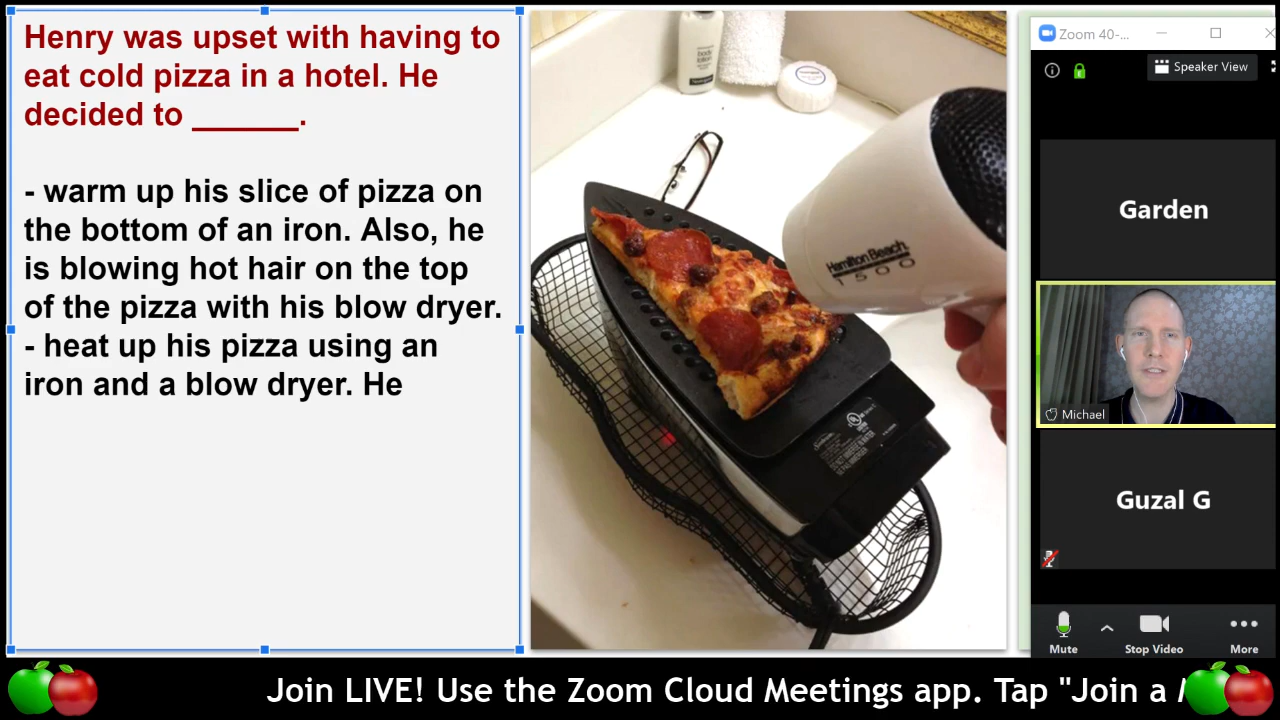 Henry was upset with having to
eat cold pizza in a hotel. He
decided to ______.
- warm up his slice of pizza on
the bottom of an iron. Also, he
is blowing hot hair on the top
of the pizza with his blow dryer.
- heat up his pizza using an
iron and a blow dryer. He
body
lotion
Hamilton Beach
1500
Zoom 40-...
Speaker View
Garden
Michael
Guzal G
Mute
Stop Video
More
Join LIVE! Use the Zoom Cloud Meetings app. Tap "Join a